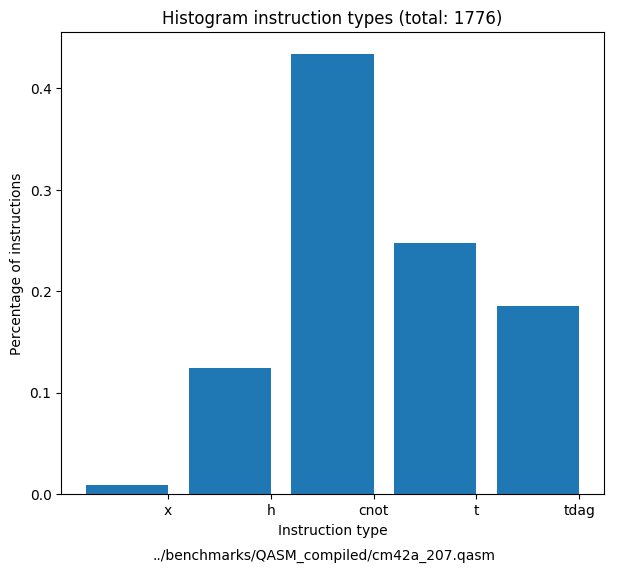 Histogram instruction types (total: 1776)
Percentage of instructions
0.4
0.3
0.2
0.1
0.0
x h cnot t tdag
Instruction type
../benchmarks/QASM_compiled/cm42a_207.qasm